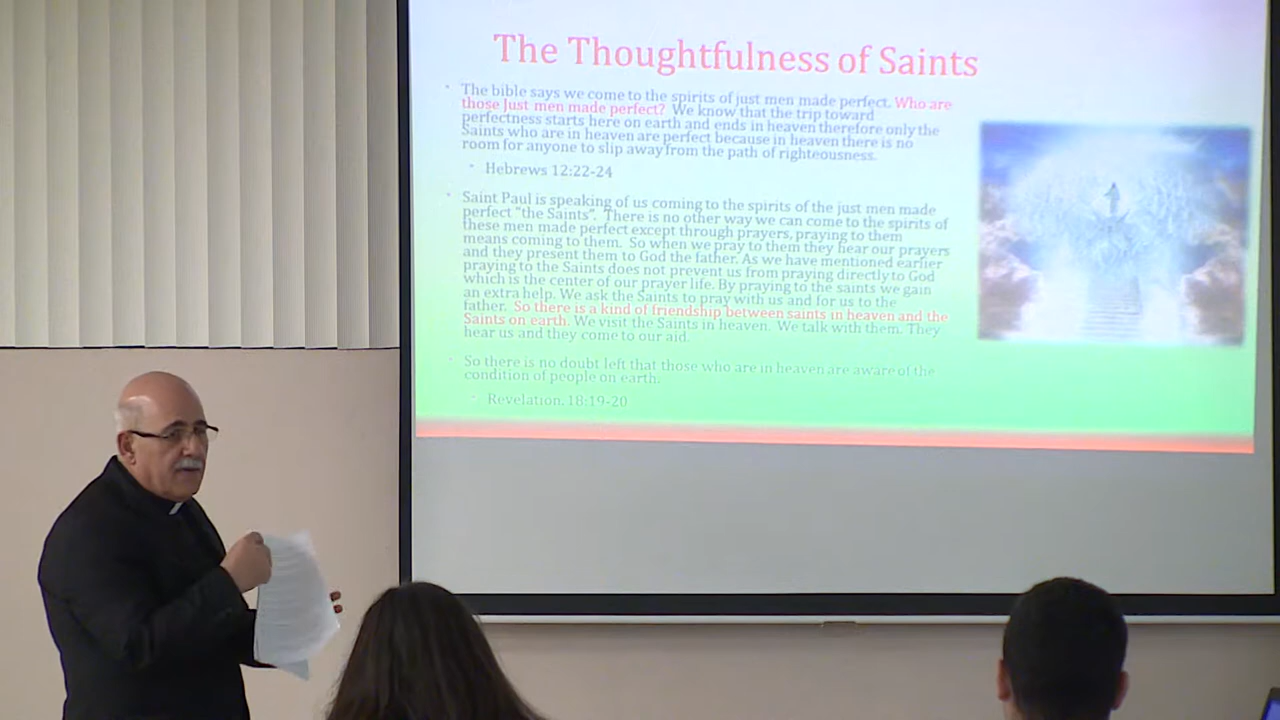 The Thoughtfulness of Saints
The bible says we come to the spirits of just men made perfect. Who are
those Just men made perfect? We know that the trip toward
perfectness starts here on earth and ends in heaven therefore only the
Saints who are in heaven are perfect because in heaven there is no
room for anyone to slip away from the path of righteousness.
Hebrews 12:22-24
Saint Paul is speaking of us coming to the spirits of the just men made
perfect "the Saints". There is no other way we can come to the spirits of
these men made perfect except through prayers, praying to them
means coming to them. So when we pray to them they hear our prayers
and they present them to God the father. As we have mentioned earlier
praying to the Saints does not prevent us from praying directly to God
which is the center of our prayer life. By praying to the saints we gain
an extra help. We ask the Saints to pray with us and for us to the
father. So there is a kind of friendship between saints in heaven and the
Saints on earth. We visit the Saints in heaven. We talk with them. They
hear us and they come to our aid.
So there is no doubt left that those who are in heaven are aware of the
condition of people on earth.
Revelation. 18:19-20